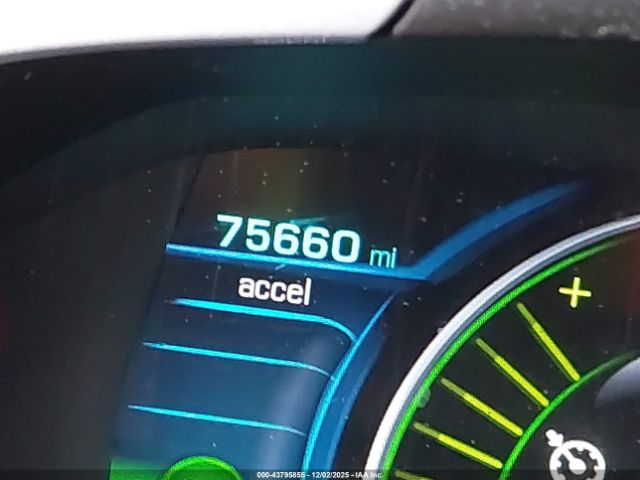 75660 mi
accel
+
000-43795855 - 12/02/2025 - IAA Inc.